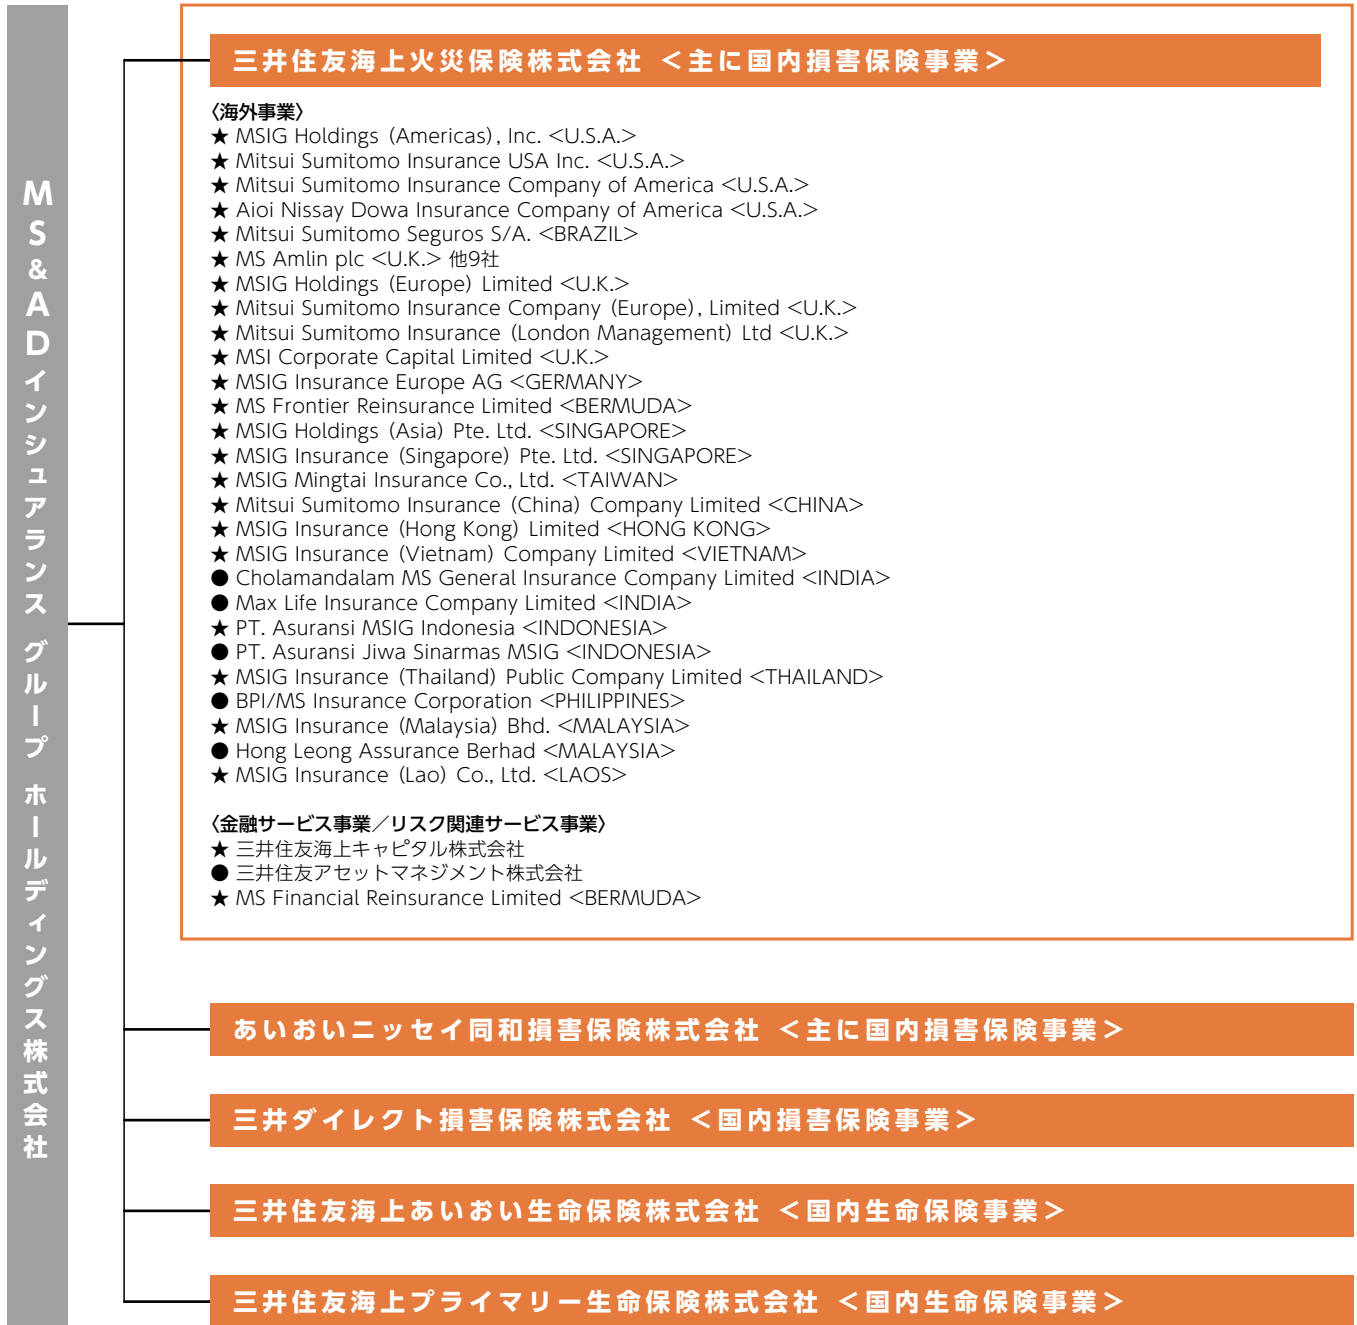 MS&ADインシュアランス グループ ホールディングス株式会社
三井住友海上火災保険株式会社 ＜主に国内損害保険事業＞
〈海外事業〉
★ MSIG Holdings (Americas), Inc. <U.S.A.>
★ Mitsui Sumitomo Insurance USA Inc. <U.S.A.>
★ Mitsui Sumitomo Insurance Company of America <U.S.A.>
★ Aioi Nissay Dowa Insurance Company of America <U.S.A.>
★ Mitsui Sumitomo Seguros S/A. <BRAZIL>
★ MS Amlin plc <U.K.> 他9社
★ MSIG Holdings (Europe) Limited <U.K.>
★ Mitsui Sumitomo Insurance Company (Europe), Limited <U.K.>
★ Mitsui Sumitomo Insurance (London Management) Ltd <U.K.>
★ MSI Corporate Capital Limited <U.K.>
★ MSIG Insurance Europe AG <GERMANY>
★ MS Frontier Reinsurance Limited <BERMUDA>
★ MSIG Holdings (Asia) Pte. Ltd. <SINGAPORE>
★ MSIG Insurance (Singapore) Pte. Ltd. <SINGAPORE>
★ MSIG Mingtai Insurance Co., Ltd. <TAIWAN>
★ Mitsui Sumitomo Insurance (China) Company Limited <CHINA>
★ MSIG Insurance (Hong Kong) Limited <HONG KONG>
★ MSIG Insurance (Vietnam) Company Limited <VIETNAM>
● Cholamandalam MS General Insurance Company Limited <INDIA>
● Max Life Insurance Company Limited <INDIA>
★ PT. Asuransi MSIG Indonesia <INDONESIA>
● PT. Asuransi Jiwa Sinarmas MSIG <INDONESIA>
★ MSIG Insurance (Thailand) Public Company Limited <THAILAND>
● BPI/MS Insurance Corporation <PHILIPPINES>
★ MSIG Insurance (Malaysia) Bhd. <MALAYSIA>
● Hong Leong Assurance Berhad <MALAYSIA>
★ MSIG Insurance (Lao) Co., Ltd. <LAOS>
〈金融サービス事業／リスク関連サービス事業〉
★ 三井住友海上キャピタル株式会社
● 三井住友アセットマネジメント株式会社
★ MS Financial Reinsurance Limited <BERMUDA>
あいおいニッセイ同和損害保険株式会社 ＜主に国内損害保険事業＞
三井ダイレクト損害保険株式会社 ＜国内損害保険事業＞
三井住友海上あいおい生命保険株式会社 ＜国内生命保険事業＞
三井住友海上プライマリー生命保険株式会社 ＜国内生命保険事業＞